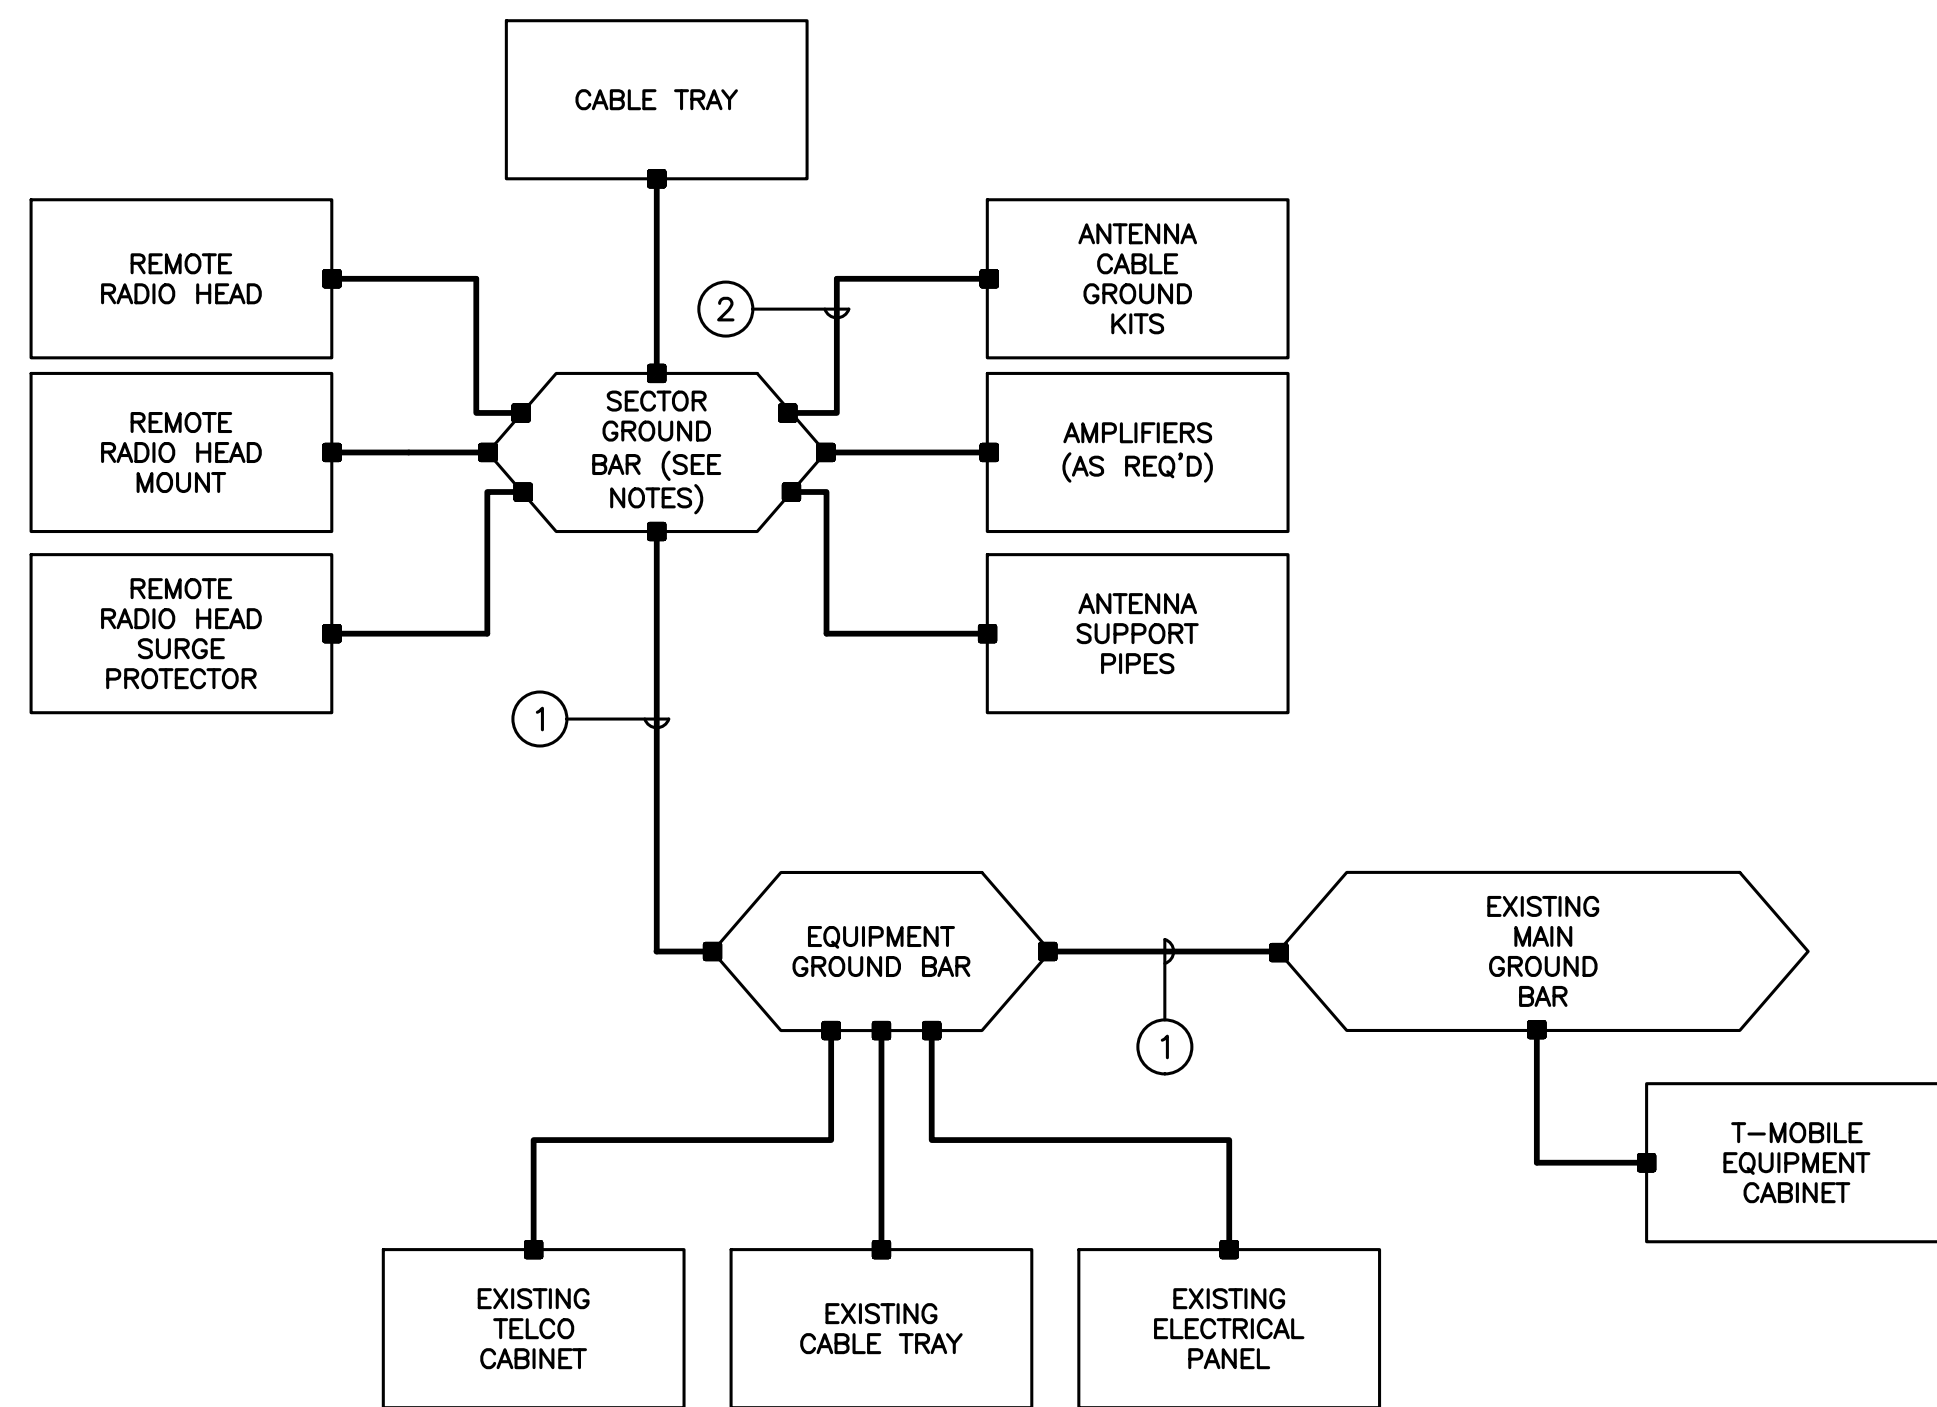 CABLE TRAY
REMOTE
RADIO HEAD
ANTENNA
CABLE
GROUND
KITS
2
REMOTE
RADIO HEAD
MOUNT
SECTOR
GROUND
BAR (SEE
NOTES)
AMPLIFIERS
(AS REQ'D)
REMOTE
RADIO HEAD
SURGE
PROTECTOR
ANTENNA
SUPPORT
PIPES
1
EQUIPMENT
GROUND BAR
EXISTING
MAIN
GROUND
BAR
1
T-MOBILE
EQUIPMENT
CABINET
EXISTING
TELCO
CABINET
EXISTING
CABLE TRAY
EXISTING
ELECTRICAL
PANEL